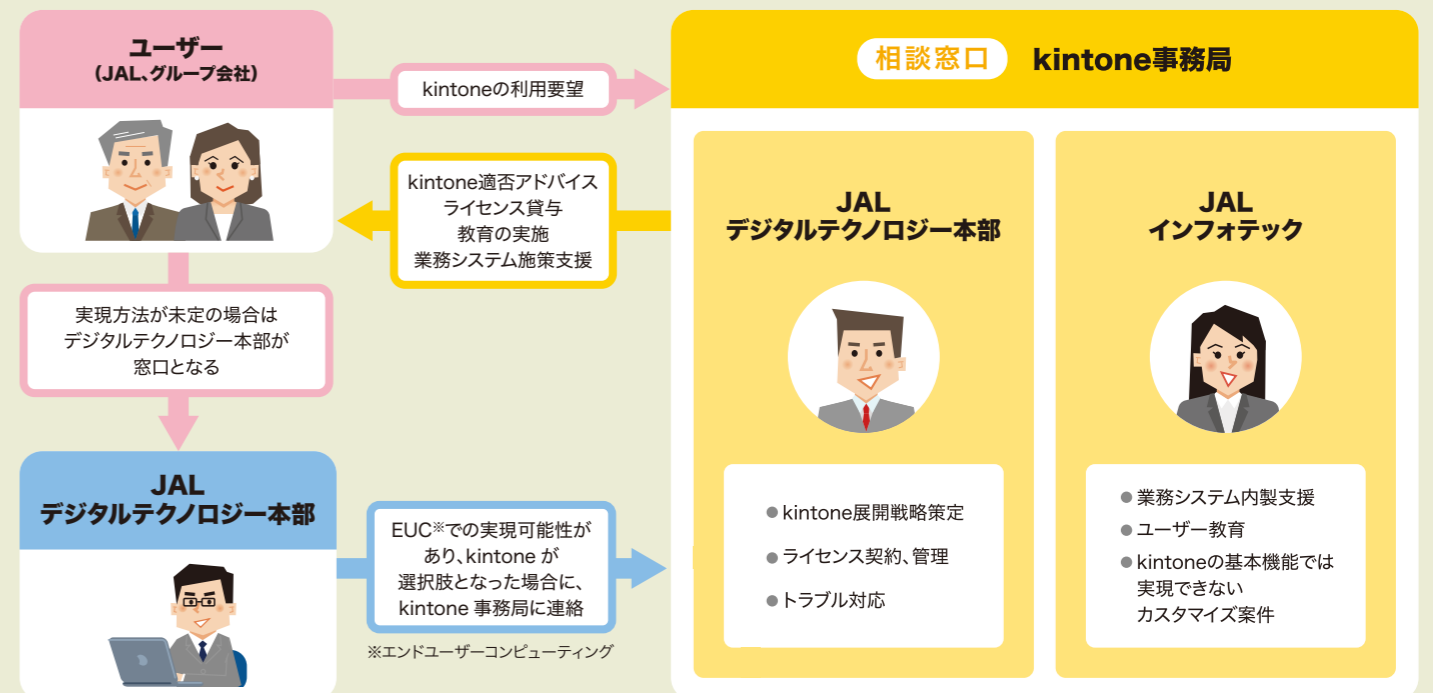 ユーザー
(JAL、グループ会社)
kintoneの利用要望
kintone適否アドバイス
ライセンス貸与
教育の実施
業務システム施策支援
実現方法が未定の場合は
デジタルテクノロジー本部が
窓口となる
JAL
デジタルテクノロジー本部
EUC※での実現可能性が
あり、kintone が
選択肢となった場合に、
kintone 事務局に連絡
※エンドユーザーコンピューティング
相談窓口 kintone事務局
JAL
デジタルテクノロジー本部
●kintone展開戦略策定
●ライセンス契約、管理
●トラブル対応
JAL
インフォテック
●業務システム内製支援
●ユーザー教育
●kintoneの基本機能では
実現できない
カスタマイズ案件